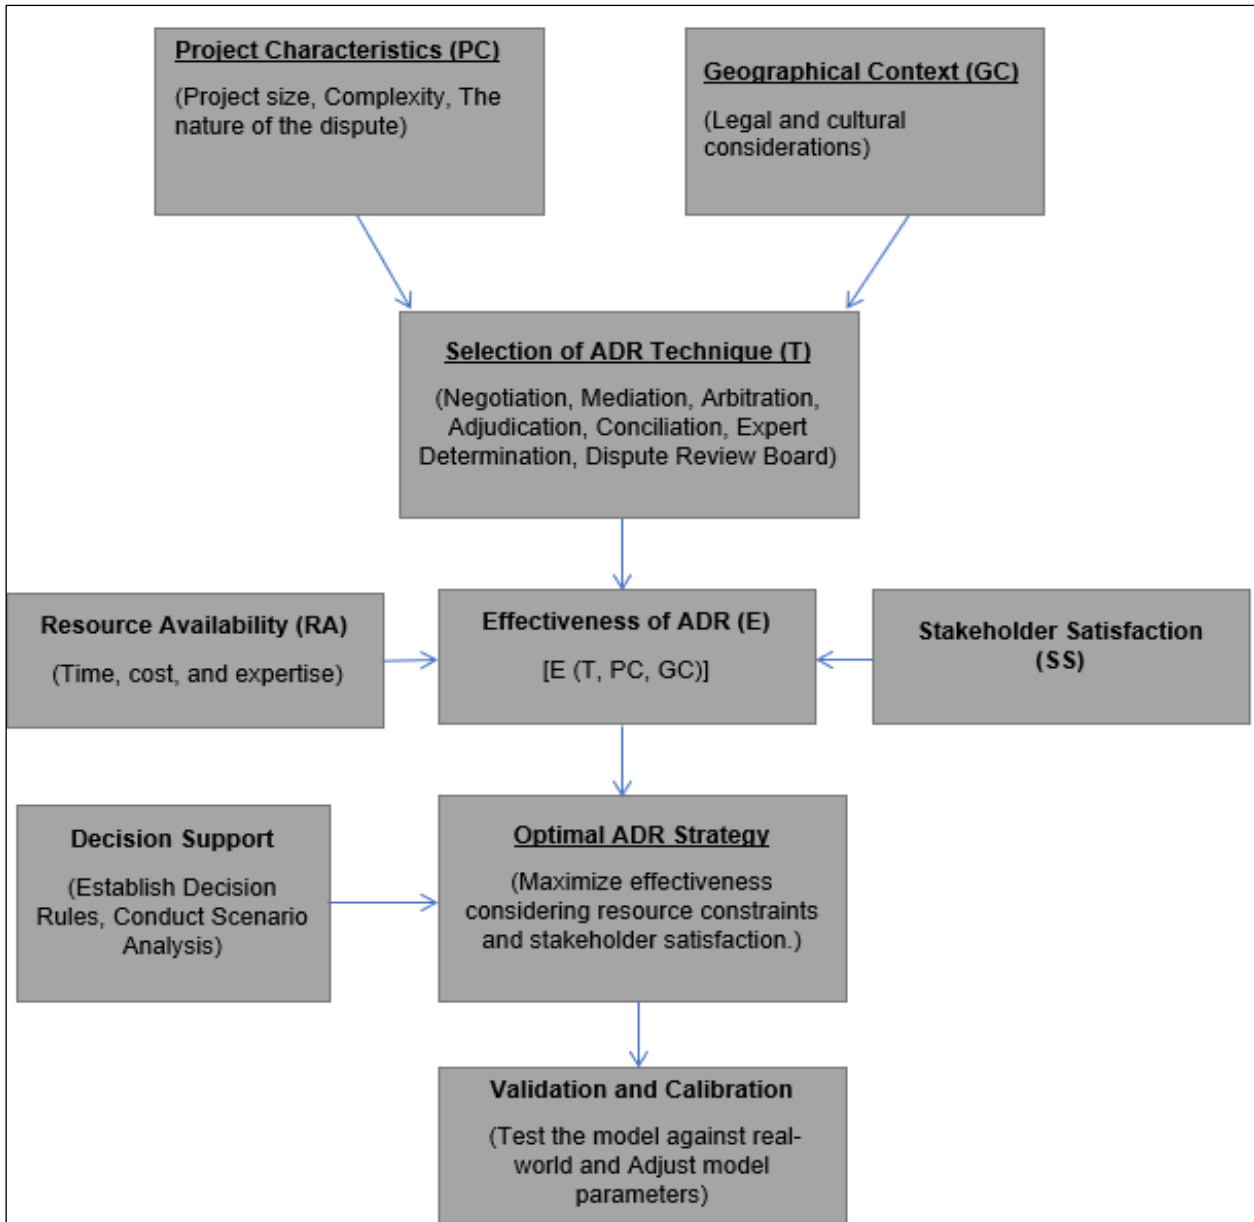 Project Characteristics (PC)
(Project size, Complexity, The
nature of the dispute)
Geographical Context (GC)
(Legal and cultural
considerations)
Selection of ADR Technique (T)
(Negotiation, Mediation, Arbitration,
Adjudication, Conciliation, Expert
Determination, Dispute Review Board)
Resource Availability (RA)
(Time, cost, and expertise)
Effectiveness of ADR (E)
[E (T, PC, GC)]
Stakeholder Satisfaction
(SS)
Decision Support
(Establish Decision
Rules, Conduct Scenario
Analysis)
Optimal ADR Strategy
(Maximize effectiveness
considering resource constraints
and stakeholder satisfaction.)
Validation and Calibration
(Test the model against real-
world and Adjust model
parameters)